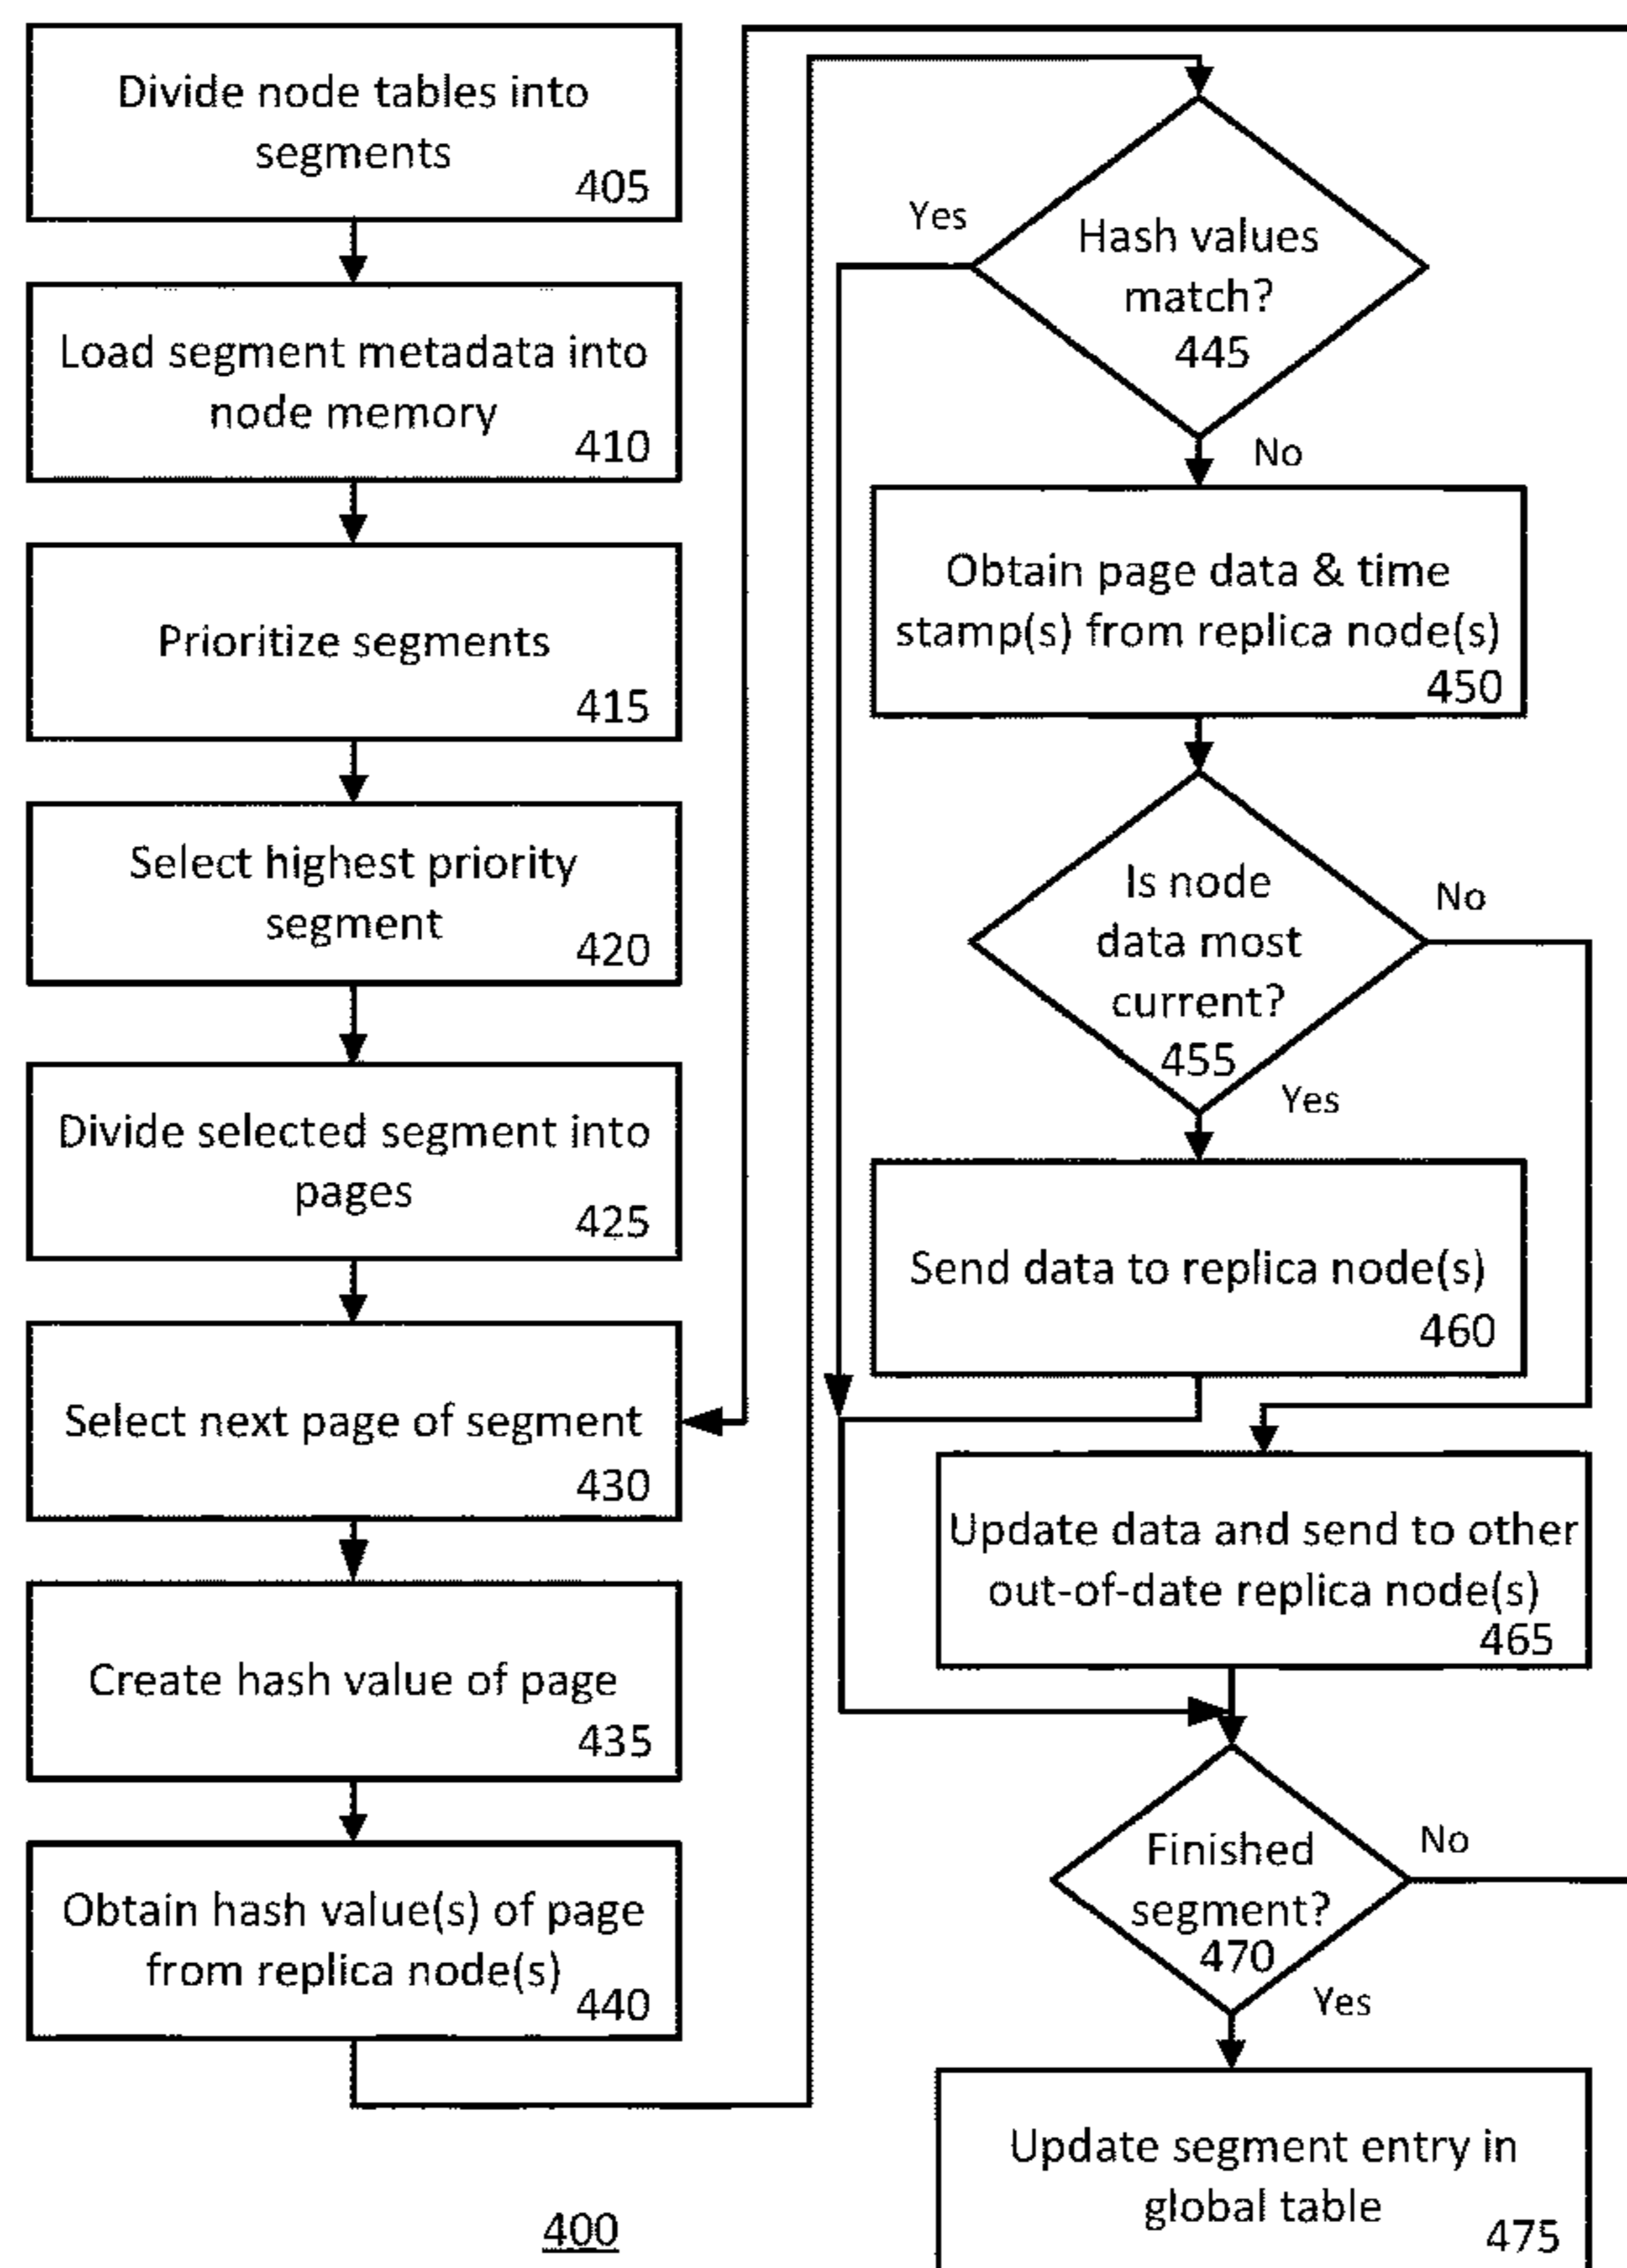 Divide node tables into
segments
405
Load segment metadata into
node memory
410
Prioritize segments
415
Select highest priority
segment
420
Divide selected segment into
pages
425
Select next page of segment
430
Create hash value of page
435
Obtain hash value(s) of page
from replica node(s)
440
400
Yes
Hash values
match?
445
No
Obtain page data & time
stamp(s) from replica node(s)
450
Is node
data most
current?
455
No
Yes
Send data to replica node(s)
460
Update data and send to other
out-of-date replica node(s)
465
Finished
segment?
470
No
Yes
Update segment entry in
global table
475